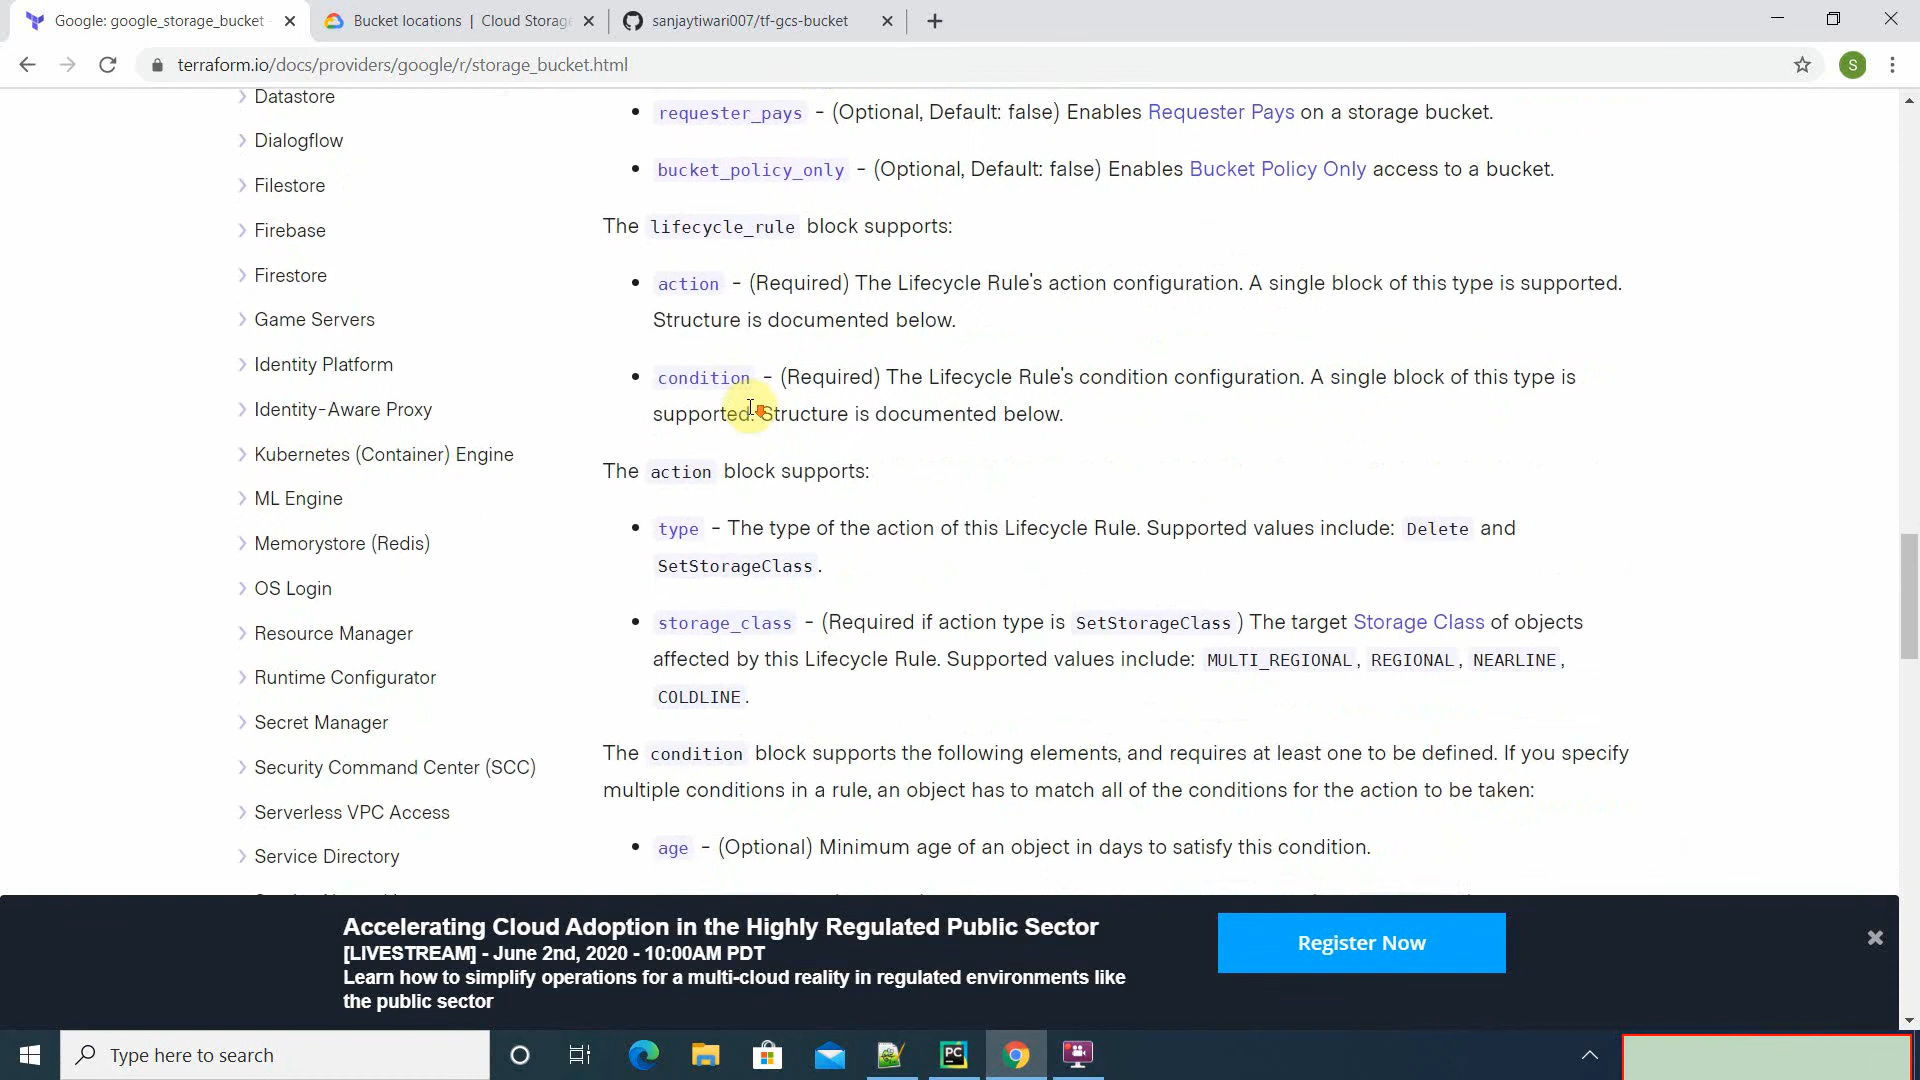 Google: google_storage_bucket -
Bucket locations | Cloud Storage
sanjaytiwari007/tf-gcs-bucket
terraform.io/docs/providers/google/r/storage_bucket.html
S
Datastore
Dialogflow
Filestore
Firebase
Firestore
Game Servers
Identity Platform
Identity-Aware Proxy
Kubernetes (Container) Engine
ML Engine
Memorystore (Redis)
OS Login
Resource Manager
Runtime Configurator
Secret Manager
Security Command Center (SCC)
Serverless VPC Access
Service Directory
requester_pays - (Optional, Default: false) Enables Requester Pays on a storage bucket.
bucket_policy_only - (Optional, Default: false) Enables Bucket Policy Only access to a bucket.
The lifecycle_rule block supports:
action - (Required) The Lifecycle Rule's action configuration. A single block of this type is supported.
Structure is documented below.
condition - (Required) The Lifecycle Rule's condition configuration. A single block of this type is
supported. Structure is documented below.
The action block supports:
type - The type of the action of this Lifecycle Rule. Supported values include: Delete and
SetStorageClass.
storage_class - (Required if action type is SetStorageClass) The target Storage Class of objects
affected by this Lifecycle Rule. Supported values include: MULTI_REGIONAL, REGIONAL, NEARLINE,
COLDLINE.
The condition block supports the following elements, and requires at least one to be defined. If you specify
multiple conditions in a rule, an object has to match all of the conditions for the action to be taken:
age - (Optional) Minimum age of an object in days to satisfy this condition.
Accelerating Cloud Adoption in the Highly Regulated Public Sector
[LIVESTREAM] - June 2nd, 2020 - 10:00AM PDT
Learn how to simplify operations for a multi-cloud reality in regulated environments like
the public sector
Register Now
Type here to search
PC